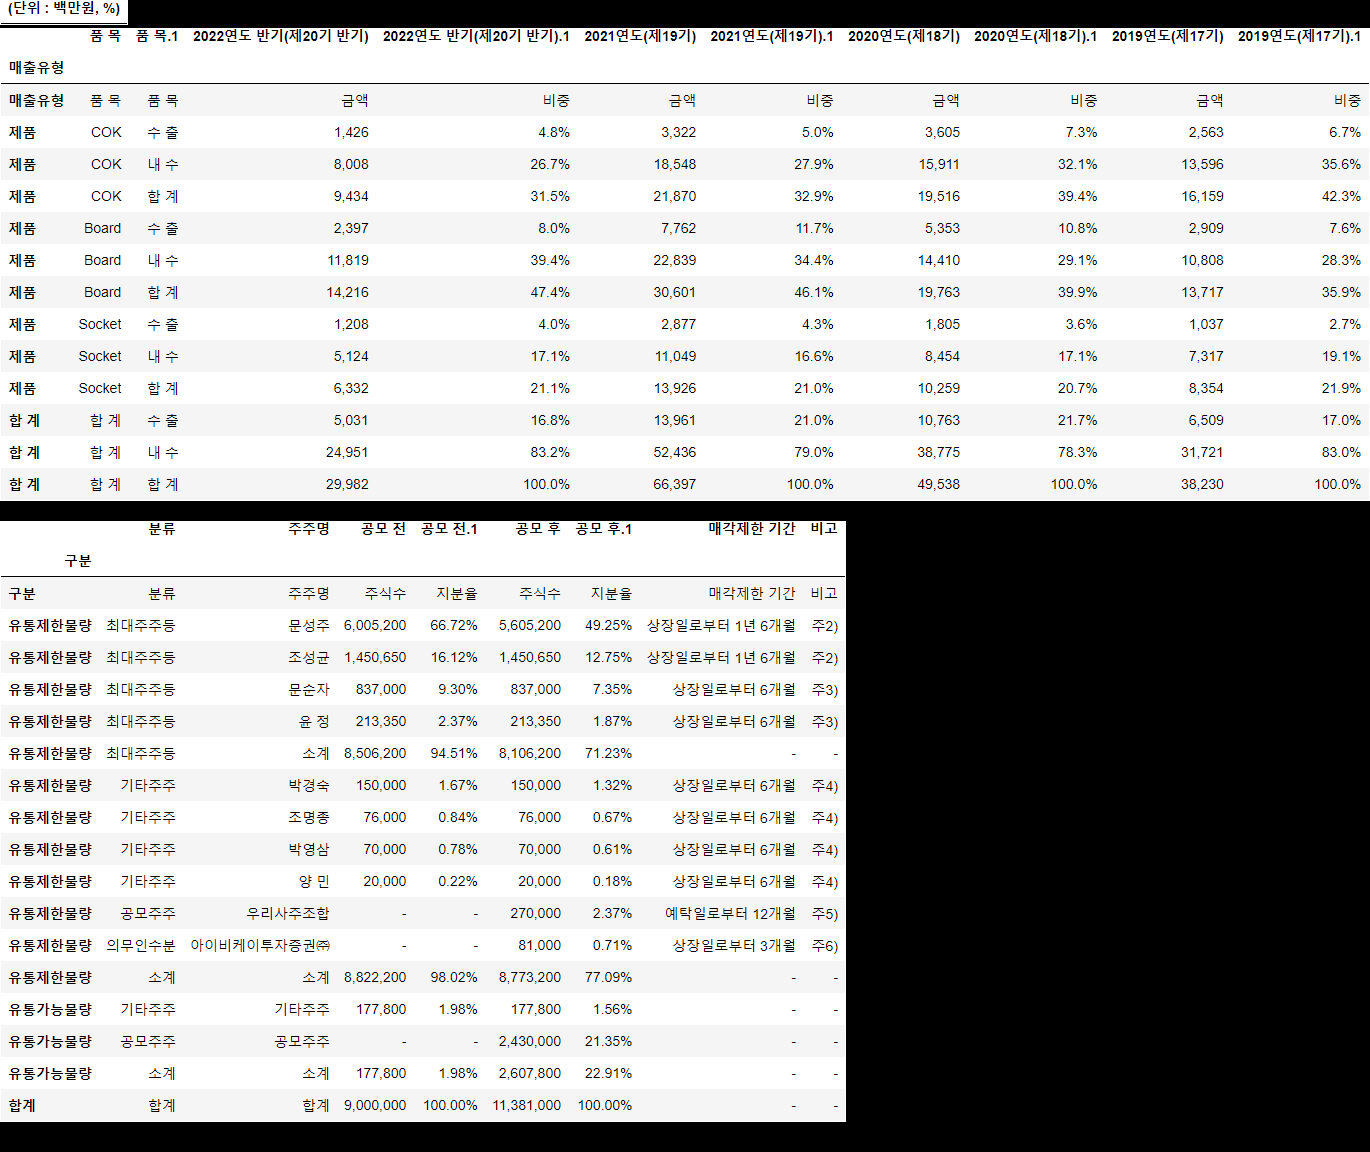 (단위 : 백만원, %)
품 목 품 목.1 2022연도 반기(제20기 반기) 2022연도 반기(제20기 반기).1 2021연도(제19기) 2021연도(제19기).1 2020연도(제18기) 2020연도(제18기).1 2019연도(제17기) 2019연도(제17기).1
매출유형
매출유형 품 목 품 목 금액 비중 금액 비중 금액 비중 금액 비중
제품 COK 수 출 1,426 4.8% 3,322 5.0% 3,605 7.3% 2,563 6.7%
제품 COK 내 수 8,008 26.7% 18,548 27.9% 15,911 32.1% 13,596 35.6%
제품 COK 합 계 9,434 31.5% 21,870 32.9% 19,516 39.4% 16,159 42.3%
제품 Board 수 출 2,397 8.0% 7,762 11.7% 5,353 10.8% 2,909 7.6%
제품 Board 내 수 11,819 39.4% 22,839 34.4% 14,410 29.1% 10,808 28.3%
제품 Board 합 계 14,216 47.4% 30,601 46.1% 19,763 39.9% 13,717 35.9%
제품 Socket 수 출 1,208 4.0% 2,877 4.3% 1,805 3.6% 1,037 2.7%
제품 Socket 내 수 5,124 17.1% 11,049 16.6% 8,454 17.1% 7,317 19.1%
제품 Socket 합 계 6,332 21.1% 13,926 21.0% 10,259 20.7% 8,354 21.9%
합 계 합 계 수 출 5,031 16.8% 13,961 21.0% 10,763 21.7% 6,509 17.0%
합 계 합 계 내 수 24,951 83.2% 52,436 79.0% 38,775 78.3% 31,721 83.0%
합 계 합 계 합 계 29,982 100.0% 66,397 100.0% 49,538 100.0% 38,230 100.0%
분류 주주명 공모 전 공모 전.1 공모 후 공모 후.1 매각제한 기간 비고
구분
구분 분류 주주명 주식수 지분율 주식수 지분율 매각제한 기간 비고
유통제한물량 최대주주등 문성주 6,005,200 66.72% 5,605,200 49.25% 상장일로부터 1년 6개월 주2)
유통제한물량 최대주주등 조성균 1,450,650 16.12% 1,450,650 12.75% 상장일로부터 1년 6개월 주2)
유통제한물량 최대주주등 문순자 837,000 9.30% 837,000 7.35% 상장일로부터 6개월 주3)
유통제한물량 최대주주등 윤 정 213,350 2.37% 213,350 1.87% 상장일로부터 6개월 주3)
유통제한물량 최대주주등 소계 8,506,200 94.51% 8,106,200 71.23% - -
유통제한물량 기타주주 박경숙 150,000 1.67% 150,000 1.32% 상장일로부터 6개월 주4)
유통제한물량 기타주주 조명종 76,000 0.84% 76,000 0.67% 상장일로부터 6개월 주4)
유통제한물량 기타주주 박영삼 70,000 0.78% 70,000 0.61% 상장일로부터 6개월 주4)
유통제한물량 기타주주 양 민 20,000 0.22% 20,000 0.18% 상장일로부터 6개월 주4)
유통제한물량 공모주주 우리사주조합 - - 270,000 2.37% 예탁일로부터 12개월 주5)
유통제한물량 의무인수분 아이비케이투자증권㈜ - - 81,000 0.71% 상장일로부터 3개월 주6)
유통제한물량 소계 소계 8,822,200 98.02% 8,773,200 77.09% - -
유통가능물량 기타주주 기타주주 177,800 1.98% 177,800 1.56% - -
유통가능물량 공모주주 공모주주 - - 2,430,000 21.35% - -
유통가능물량 소계 소계 177,800 1.98% 2,607,800 22.91% - -
합계 합계 합계 9,000,000 100.00% 11,381,000 100.00% - -